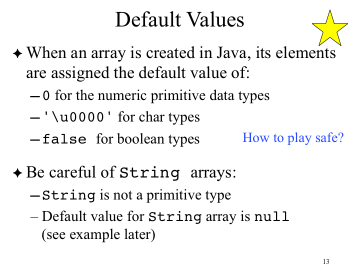 Default Values
✦ When an array is created in Java, its elements
are assigned the default value of:
– 0 for the numeric primitive data types
– '\u0000' for char types
– false for boolean types
How to play safe?
✦ Be careful of String arrays:
– String is not a primitive type
– Default value for String array is null
(see example later)
13